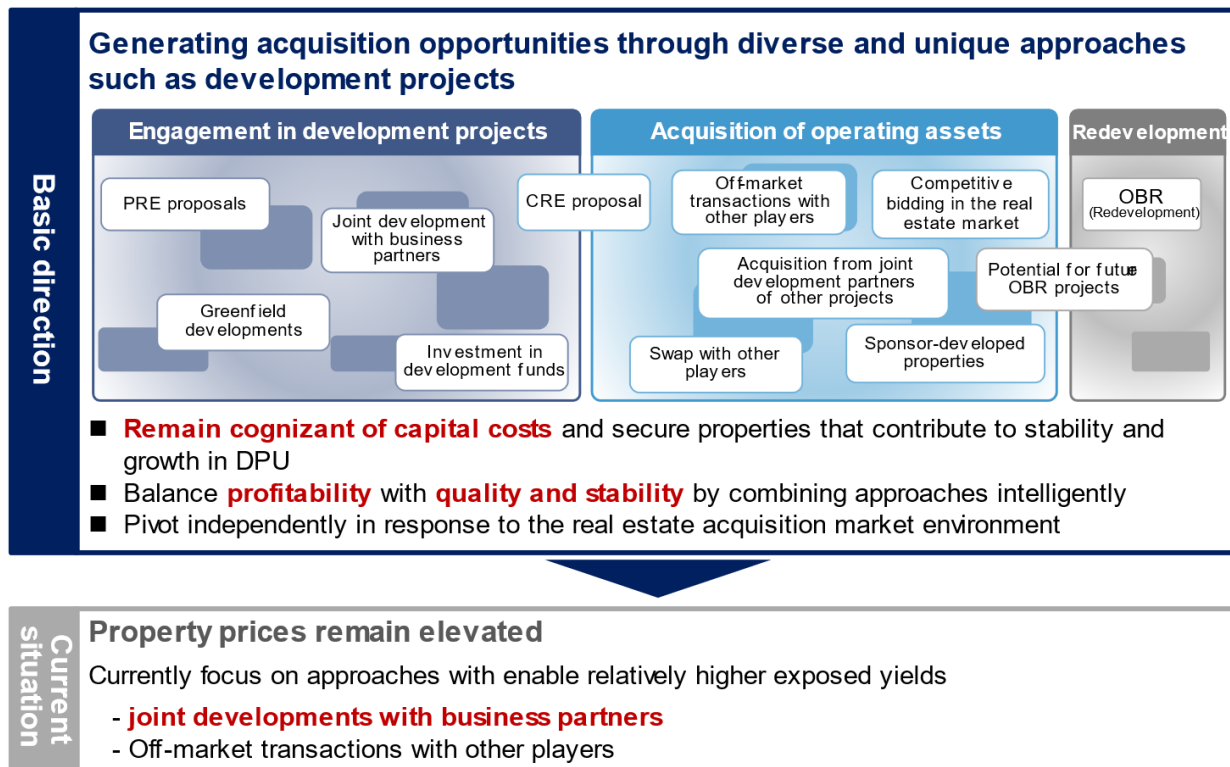 Basic direction
Generating acquisition opportunities through diverse and unique approaches
such as development projects
Engagement in development projects
Acquisition of operating assets
Redevelopment
PRE proposals
Joint development
with business
partners
Greenfield
developments
Investment in
development funds
CRE proposal
Off-market
transactions with
other players
Competitive
bidding in the real
estate market
Acquisition from joint
development partners
of other projects
Swap with other
players
Sponsor-developed
properties
OBR
(Redevelopment)
Potential for future
OBR projects
■ Remain cognizant of capital costs and secure properties that contribute to stability and
growth in DPU
■ Balance profitability with quality and stability by combining approaches intelligently
■ Pivot independently in response to the real estate acquisition market environment
Current
situation
Property prices remain elevated
Currently focus on approaches with enable relatively higher exposed yields
- joint developments with business partners
- Off-market transactions with other players